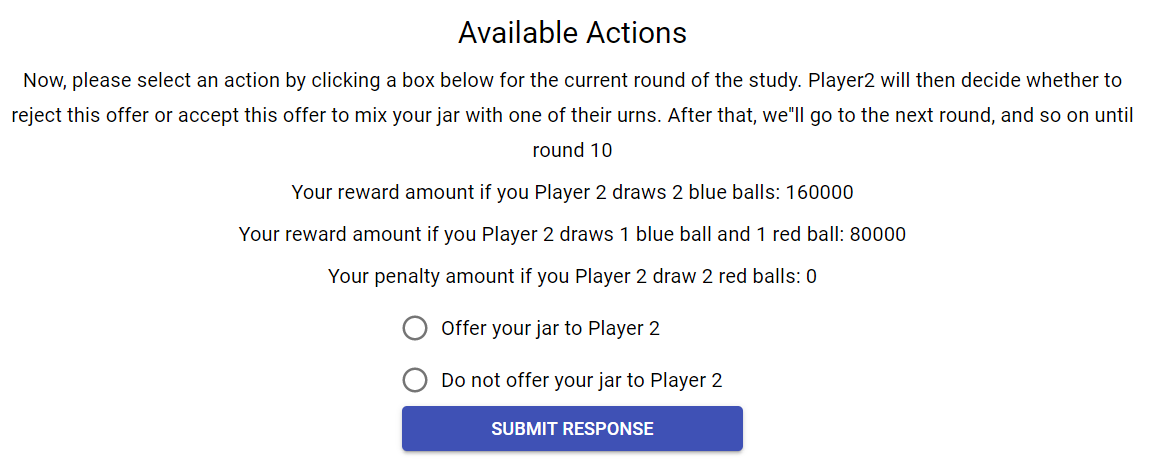 Available Actions
Now, please select an action by clicking a box below for the current round of the study. Player2 will then decide whether to
reject this offer or accept this offer to mix your jar with one of their urns. After that, we"ll go to the next round, and so on until
round 10
Your reward amount if you Player 2 draws 2 blue balls: 160000
Your reward amount if you Player 2 draws 1 blue ball and 1 red ball: 80000
Your penalty amount if you Player 2 draw 2 red balls: 0
Offer your jar to Player 2
Do not offer your jar to Player 2
SUBMIT RESPONSE